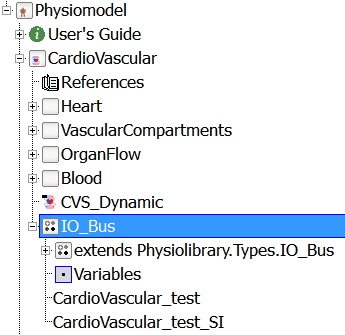 Physiomodel
User's Guide
CardioVascular
References
Heart
VascularCompartments
OrganFlow
Blood
CVS_Dynamic
IO_Bus
extends Physiolibrary.Types.IO_Bus
Variables
CardioVascular_test
CardioVascular_test_SI